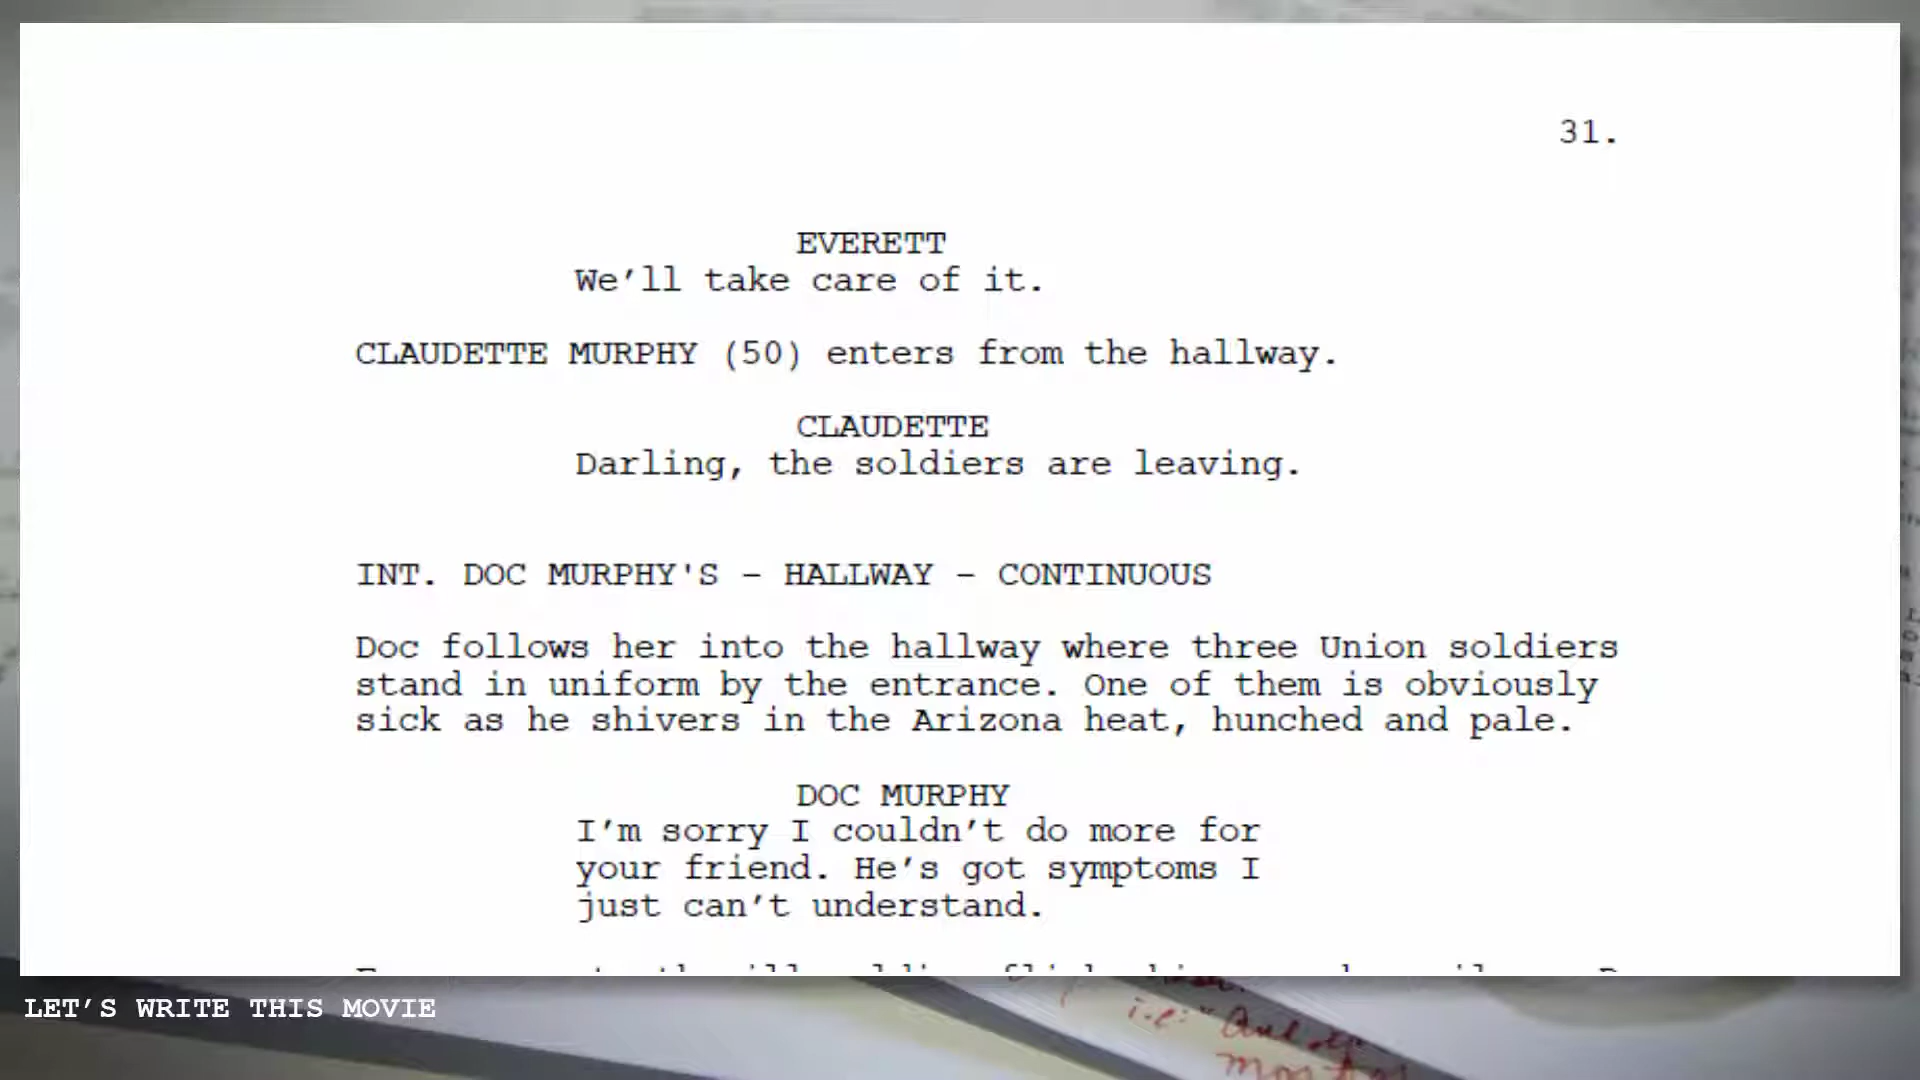 31.
EVERETT
We’ll take care of it.
CLAUDETTE MURPHY (50) enters from the hallway.
CLAUDETTE
Darling, the soldiers are leaving.
INT. DOC MURPHY'S - HALLWAY - CONTINUOUS
Doc follows her into the hallway where three Union soldiers
stand in uniform by the entrance. One of them is obviously
sick as he shivers in the Arizona heat, hunched and pale.
DOC MURPHY
I’m sorry I couldn’t do more for
your friend. He’s got symptoms I
just can’t understand.
LET’S WRITE THIS MOVIE
i.e: "And